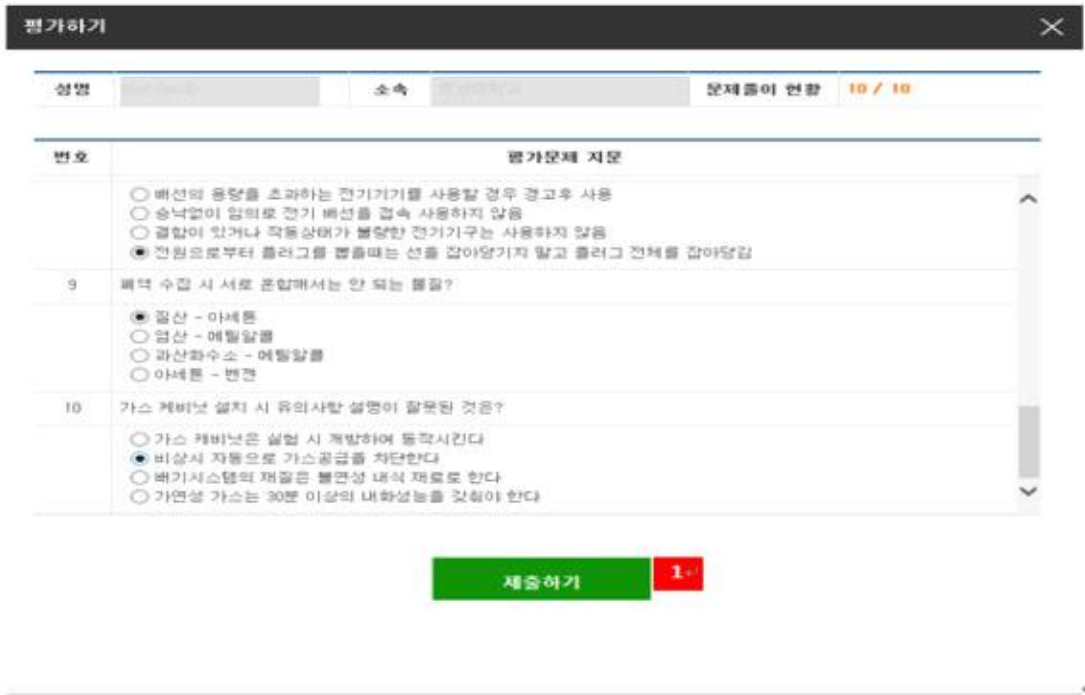 평가하기
성명 소속 문제풀이 현황 10 / 10
번호 평가문제 지문
배선의 용량을 초과하는 전기기기를 사용할 경우 경고후 사용
승낙없이 임의로 전기 배선을 접속 사용하지 않음
결함이 있거나 작동상태가 불량한 전기기구는 사용하지 않음
전원으로부터 플러그를 뽑을때는 선을 잡아당기지 말고 플러그 전체를 잡아당김
9 폐액 수집 시 서로 혼합해서는 안 되는 물질?
질산 - 아세톤
염산 - 메틸알콜
과산화수소 - 메틸알콜
아세톤 - 벤젠
10 가스 캐비넷 설치 시 유의사항 설명이 잘못된 것은?
가스 캐비넷은 실험 시 개방하여 동작시킨다
비상시 자동으로 가스공급을 차단한다
배기시스템의 재질은 불연성 내식 재료로 한다
가연성 가스는 30분 이상의 내화성능을 갖춰야 한다
제출하기
1